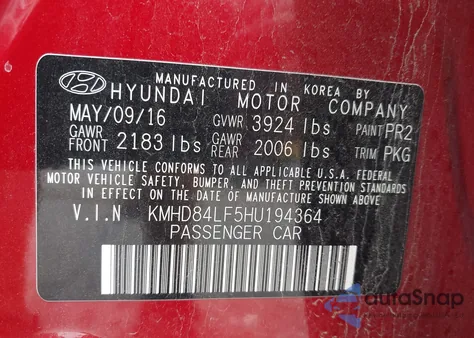 MANUFACTURED IN KOREA BY
HYUNDAI MOTOR COMPANY
MAY/09/16 GVWR 3924 lbs PAINT PR2
GAWR FRONT 2183 lbs GAWR REAR 2006 lbs TRIM PKG
THIS VEHICLE CONFORMS TO ALL APPLICABLE U.S.A. FEDERAL
MOTOR VEHICLE SAFETY, BUMPER, AND THEFT PREVENTION STANDARDS
IN EFFECT ON THE DATE OF MANUFACTURE SHOWN ABOVE.
V.I.N KMHD84LF5HU194364
PASSENGER CAR
autoSnap